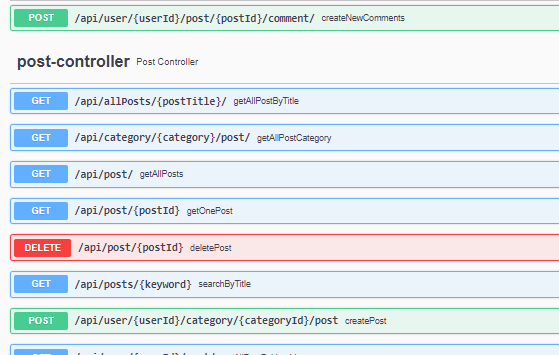 POST /api/user/{userId}/post/{postId}/comment/ createNewComments
post-controller Post Controller
GET /api/allPosts/{postTitle}/ getAllPostByTitle
GET /api/category/{category}/post/ getAllPostCategory
GET /api/post/ getAllPosts
GET /api/post/{postId} getOnePost
DELETE /api/post/{postId} deletePost
GET /api/posts/{keyword} searchByTitle
POST /api/user/{userId}/category/{categoryId}/post createPost